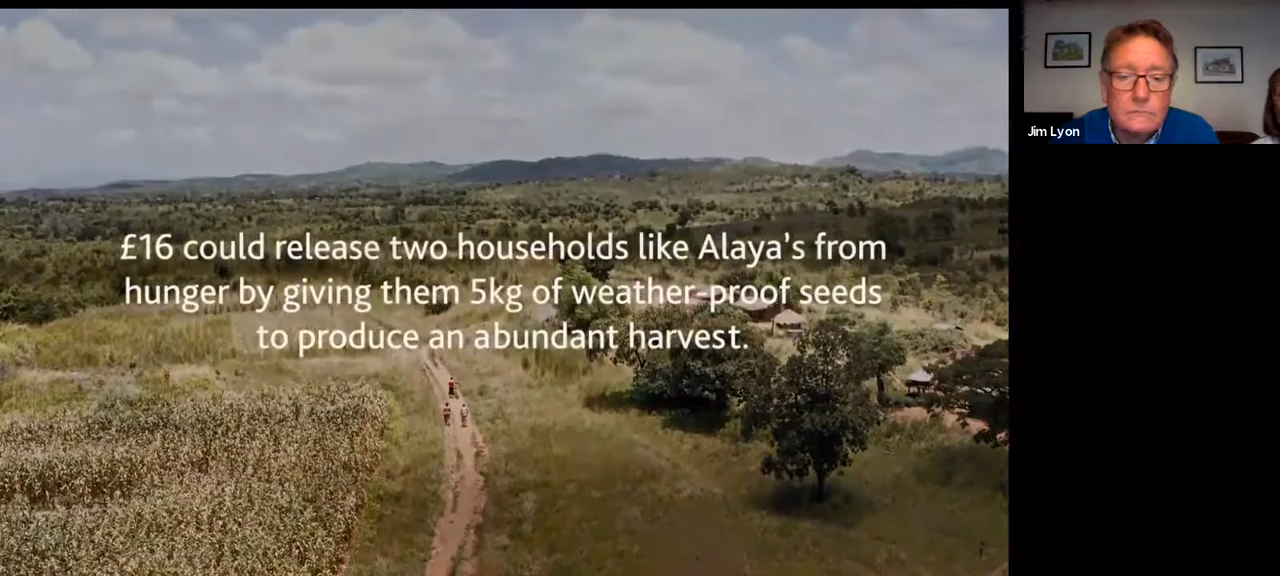 £16 could release two households like Alaya's from
hunger by giving them 5kg of weather-proof seeds
to produce an abundant harvest.
Jim Lyon